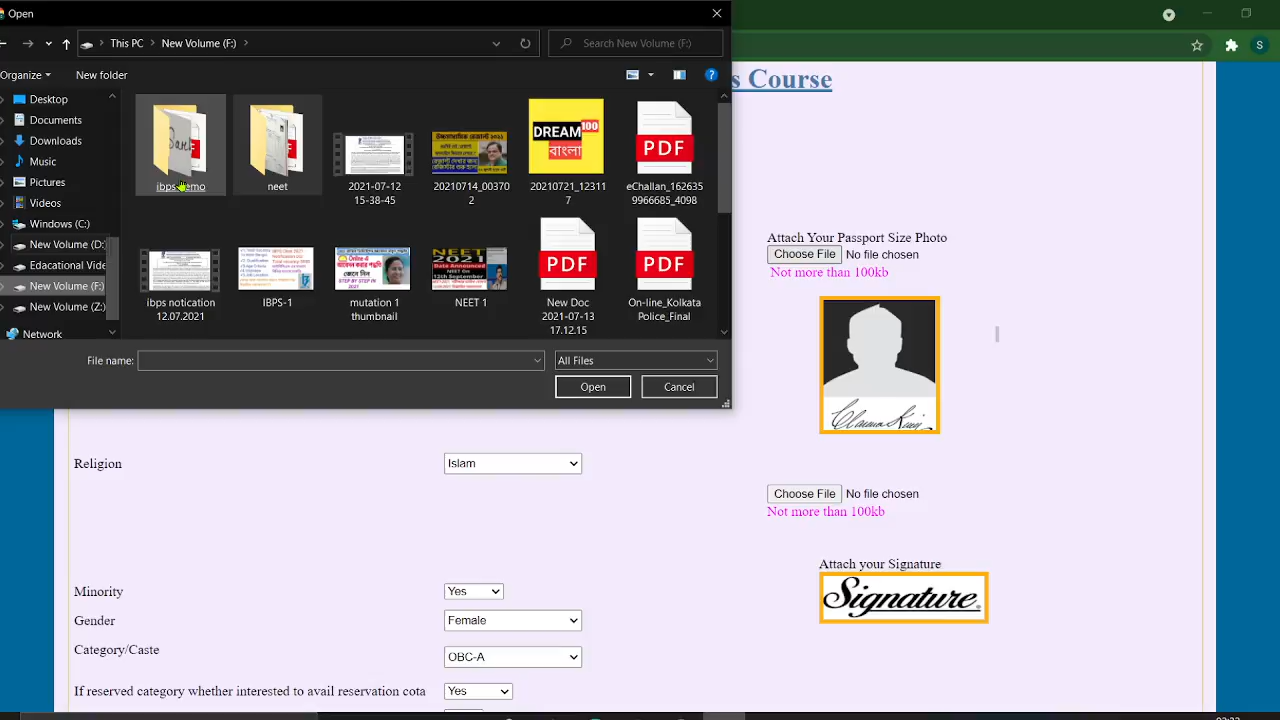 Open
This PC
New Volume (F:)
Search New Volume (F:)
Organize
New folder
Desktop
Documents
Downloads
Music
Pictures
Videos
Windows (C:)
New Volume (D:
Edacational Wide
New Volume
New Volume (Z:)
Network
neet
2021-07-12
15-38-45
20210714_00370
2
DREAM 100
বাংলা
20210721_12311
7
PDF
eChallan_162635
9966685_4098
ibps notication
12.07.2021
IBPS-1
mutation 1
thumbnail
NEET
2021
NEET 1
PDF
New Doc
2021-07-13
17.12.15
PDF
On-line_Kolkata
Police_Final
File name:
All Files
Open
Cancel
S
s Course
Attach Your Passport Size Photo
Choose File No file chosen
Not more than 100kb
Choose File No file chosen
Not more than 100kb
Attach your Signature
Signature
Religion
Islam
Minority
Yes
Gender
Female
Category/Caste
OBC-A
If reserved category whether interested to avail reservation cota
Yes